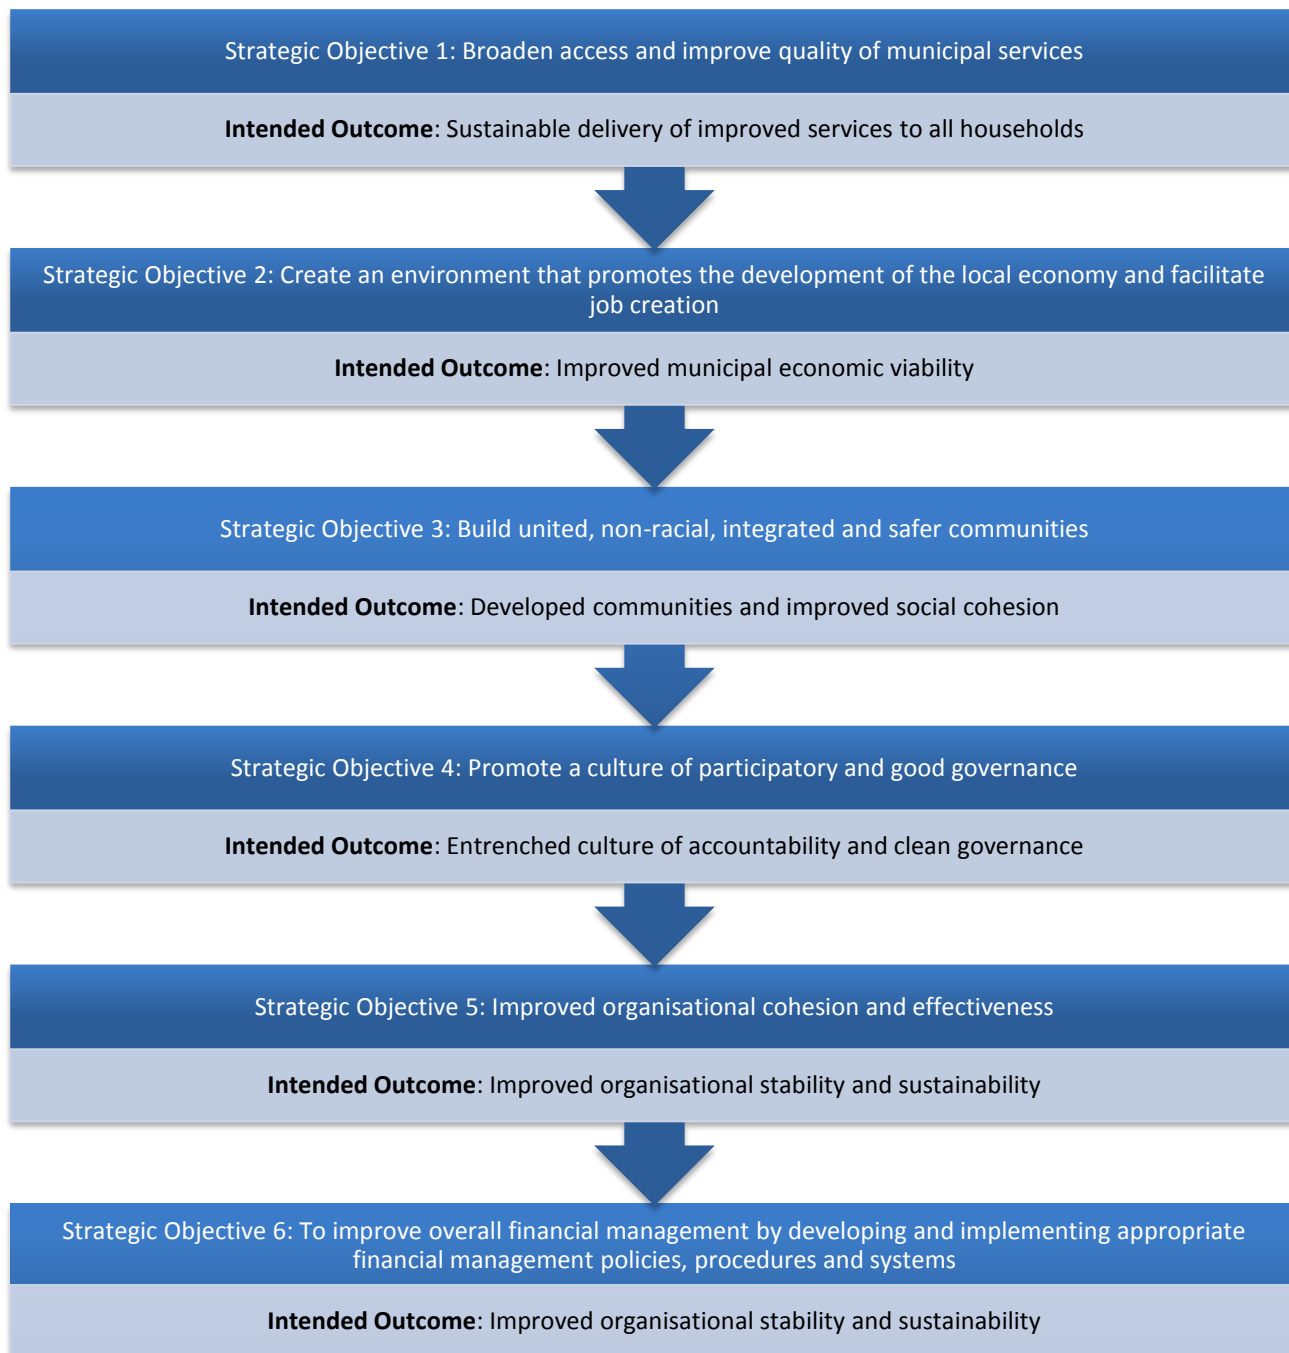 Strategic Objective 1: Broaden access and improve quality of municipal services
Intended Outcome: Sustainable delivery of improved services to all households
Strategic Objective 2: Create an environment that promotes the development of the local economy and facilitate
job creation
Intended Outcome: Improved municipal economic viability
Strategic Objective 3: Build united, non-racial, integrated and safer communities
Intended Outcome: Developed communities and improved social cohesion
Strategic Objective 4: Promote a culture of participatory and good governance
Intended Outcome: Entrenched culture of accountability and clean governance
Strategic Objective 5: Improved organisational cohesion and effectiveness
Intended Outcome: Improved organisational stability and sustainability
Strategic Objective 6: To improve overall financial management by developing and implementing appropriate
financial management policies, procedures and systems
Intended Outcome: Improved organisational stability and sustainability